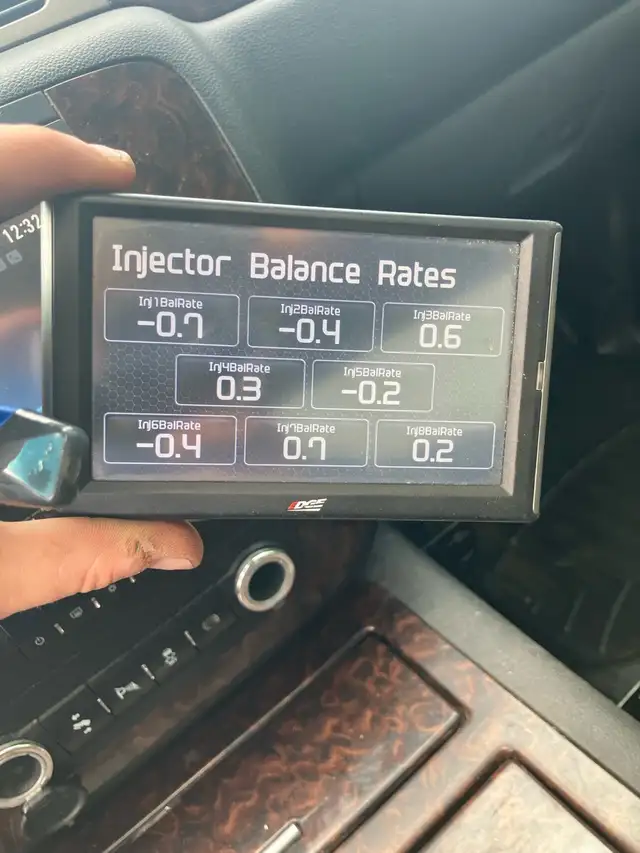 12:32
Injector Balance Rates
Inj1BalRate
-0.7
Inj2BalRate
-0.4
Inj3BalRate
0.6
Inj4BalRate
0.3
Inj5BalRate
-0.2
Inj6BalRate
-0.4
Inj7BalRate
0.7
Inj8BalRate
0.2
EDGE